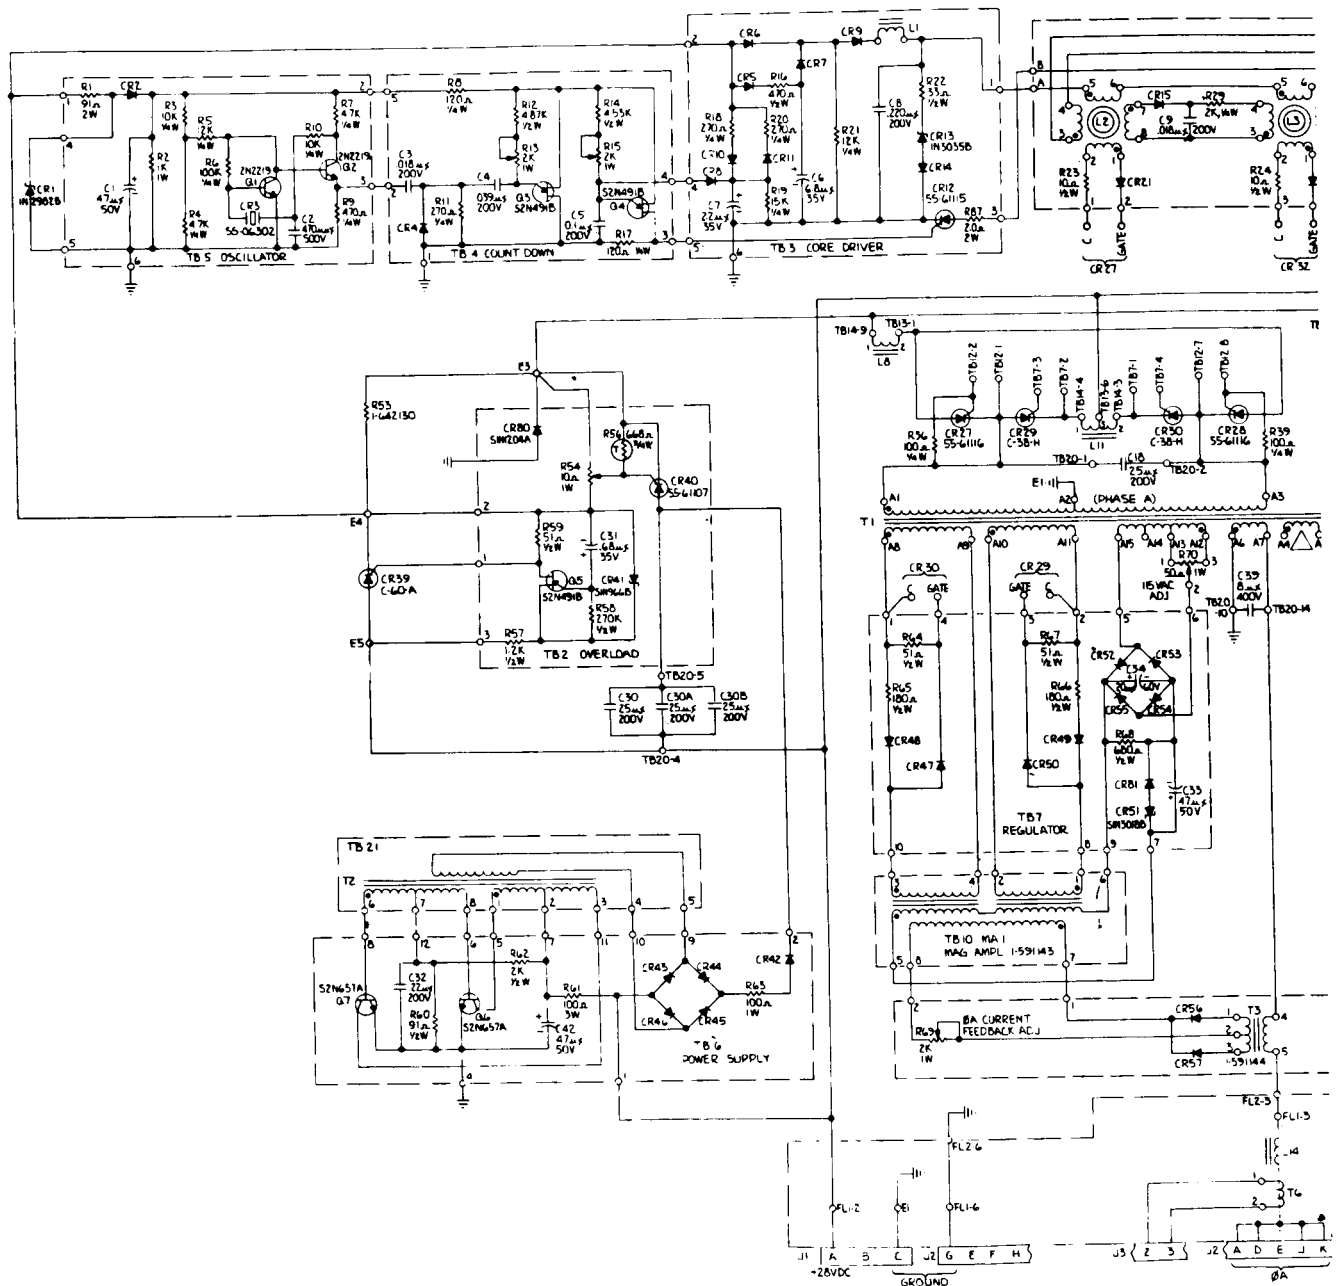 R1
91Ω
2W
CR2
R3
10K
¼W
R5
12K
¼W
R6
100K
¼W
R2
1K
1W
2N2219
Q1
R10
10K
¼W
2N2219
Q2
R7
4.7K
¼W
CR1
1N2982B
C1
47μf
50V
R4
4.7K
¼W
CR3
55-06302
C2
470μμf
500V
R9
470Ω
¼W
TB5 OSCILLATOR
R8
120Ω
¼W
C3
.018μf
200V
CR4
R11
270Ω
¼W
C4
.039μf
200V
R12
4.87K
½W
R13
2K
1W
Q3
S2N491B
R14
4.53K
½W
R15
2K
1W
S2N491B
Q4
C5
0.1μf
200V
R17
120Ω ¼W
TB4 COUNT DOWN
CR6
CR5
R16
470Ω
½W
CR7
CR9
L1
R18
270Ω
¼W
R20
270Ω
¼W
CR10
CR11
CR8
R19
15K
¼W
C7
22μf
35V
C6
6.8μf
35V
R21
12K
¼W
C8
.220μf
200V
R22
33Ω
½W
CR13
1N3035B
CR14
CR12
55-61115
R87
2.0Ω
2W
TB3 CORE DRIVER
B
A
L2
CR15
C9
.018μf
200V
R29
2K,¼W
L3
R23
10Ω
½W
CR21
R24
10Ω
½W
C
GATE
CR27
C
GATE
CR32
E3
R53
1-642130
CR80
S1N1204A
R56
668Ω
¾W
T
R54
10Ω
1W
CR40
55-61107
E4
CR39
C-60-A
E5
R59
51Ω
½W
C31
.68μf
35V
Q5
S2N491B
CR41
S1N966B
R58
270K
½W
R57
1.2K
½W
TB2 OVERLOAD
TB20-5
C30
25μf
200V
C30A
25μf
200V
C30B
25μf
200V
TB20-4
TB14-9
TB13-1
L8
TB12-2
TB12-1
TB7-3
TB7-2
TB14-4
TB13-6
TB14-3
TB7-1
TB7-4
TB12-7
TB12-8
R36
100Ω
¼W
CR27
55-61116
CR29
C-38-H
L11
CR30
C-38-H
CR28
55-61116
R39
100Ω
¼W
TB20-1
C18
25μf
200V
TB20-2
E1
A1
A2
(PHASE A)
A3
T1
A8
A9
A10
A11
A15
A14
A13
A12
A6
A7
A4
R70
50Ω 1W
115VAC
ADJ
C39
8μf
400V
TB20
-10
TB20-14
CR30
C GATE
CR29
GATE C
R64
51Ω
½W
R65
180Ω
½W
CR48
CR47
R67
51Ω
½W
R66
180Ω
½W
CR49
CR50
CR52
CR53
C34
20μf 60V
CR55
CR54
R68
680Ω
½W
CR81
CR51
S1N3018B
C33
47μf
50V
TB7
REGULATOR
TB10 MA1
MAG AMPL 1-591143
TB21
T2
S2N657A
Q7
C32
.22μf
200V
R60
91Ω
½W
Q6
S2N657A
R62
2K
½W
R61
100Ω
3W
C42
47μf
50V
CR43
CR44
CR46
CR45
R63
100Ω
1W
CR42
TB6
POWER SUPPLY
R69
2K
1W
ØA CURRENT
FEEDBACK ADJ
CR56
CR57
T3
1-591144
FL2-3
FL1-3
L14
T6
FL2-6
FL1-2
E1
FL1-6
J1 A B C
J2 G E F H
J3 2 3
J2 A D E J K
+28VDC
GROUND
ØA